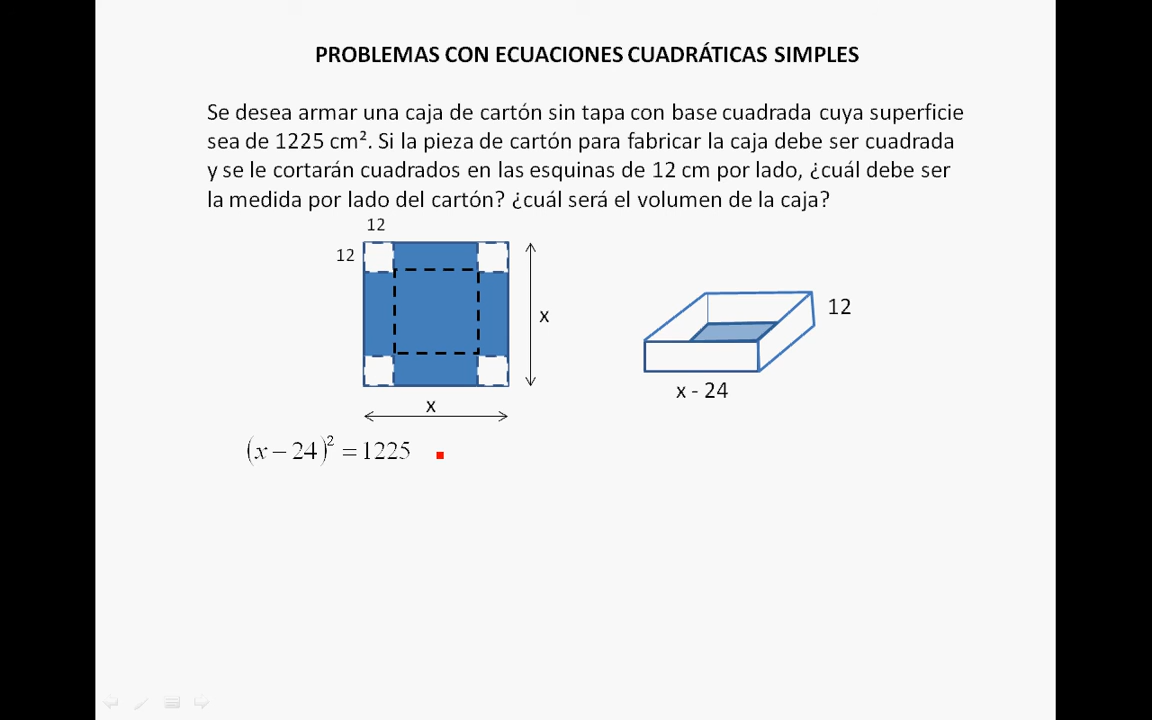 PROBLEMAS CON ECUACIONES CUADRÁTICAS SIMPLES
Se desea armar una caja de cartón sin tapa con base cuadrada cuya superficie
sea de 1225 cm². Si la pieza de cartón para fabricar la caja debe ser cuadrada
y se le cortarán cuadrados en las esquinas de 12 cm por lado, ¿cuál debe ser
la medida por lado del cartón? ¿cuál será el volumen de la caja?
12
12
x
12
x - 24
x
(x − 24)² = 1225